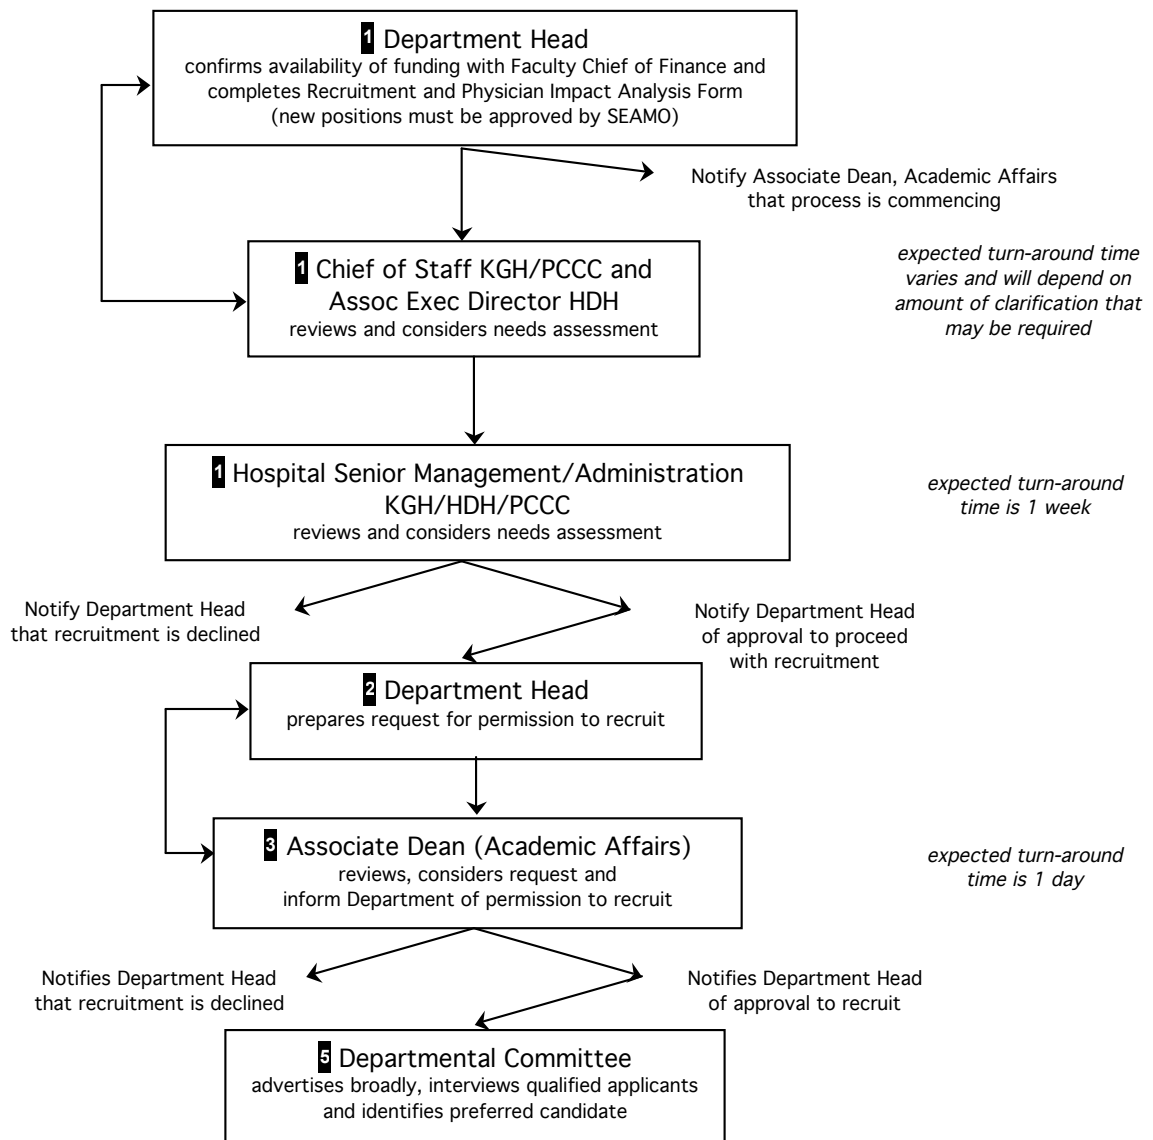 1 Department Head
confirms availability of funding with Faculty Chief of Finance and
completes Recruitment and Physician Impact Analysis Form
(new positions must be approved by SEAMO)
Notify Associate Dean, Academic Affairs
that process is commencing
1 Chief of Staff KGH/PCCC and
Assoc Exec Director HDH
reviews and considers needs assessment
expected turn-around time
varies and will depend on
amount of clarification that
may be required
1 Hospital Senior Management/Administration
KGH/HDH/PCCC
reviews and considers needs assessment
expected turn-around
time is 1 week
Notify Department Head
that recruitment is declined
Notify Department Head
of approval to proceed
with recruitment
2 Department Head
prepares request for permission to recruit
3 Associate Dean (Academic Affairs)
reviews, considers request and
inform Department of permission to recruit
expected turn-around
time is 1 day
Notifies Department Head
that recruitment is declined
Notifies Department Head
of approval to recruit
5 Departmental Committee
advertises broadly, interviews qualified applicants
and identifies preferred candidate